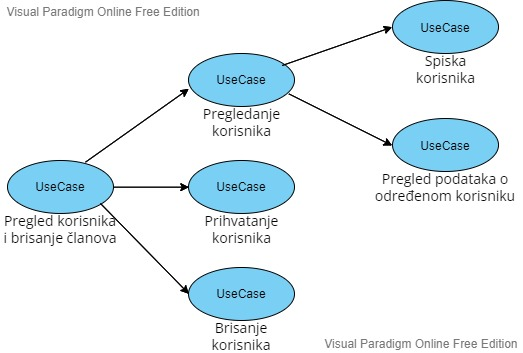 Visual Paradigm Online Free Edition
UseCase
Spiska
korisnika
UseCase
Pregledanje
korisnika
UseCase
Pregled podataka o
određenom korisniku
UseCase
Pregled korisnika
i brisanje članova
UseCase
Prihvatanje
korisnika
UseCase
Brisanje
korisnika
Visual Paradigm Online Free Edition